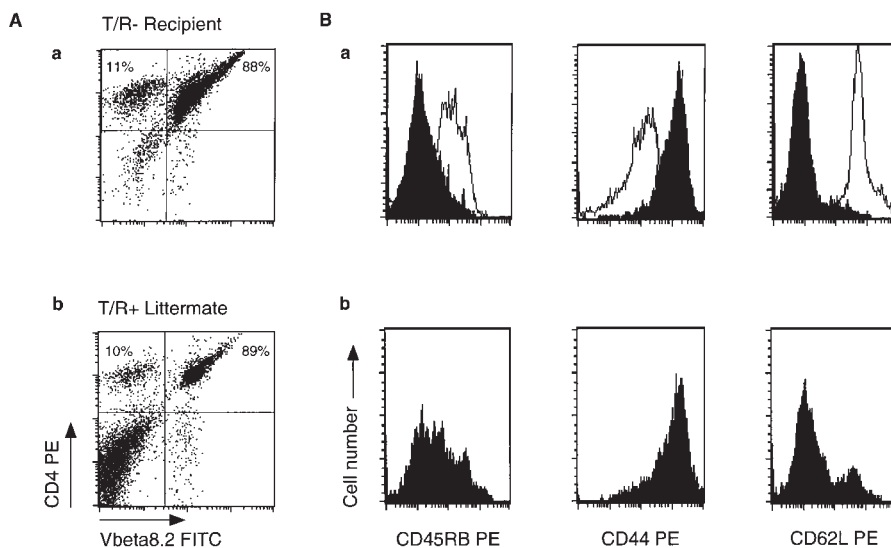 A
T/R- Recipient
a
11%
88%
b
T/R+ Littermate
10%
89%
CD4 PE
Vbeta8.2 FITC
B
a
b
Cell number
CD45RB PE
CD44 PE
CD62L PE